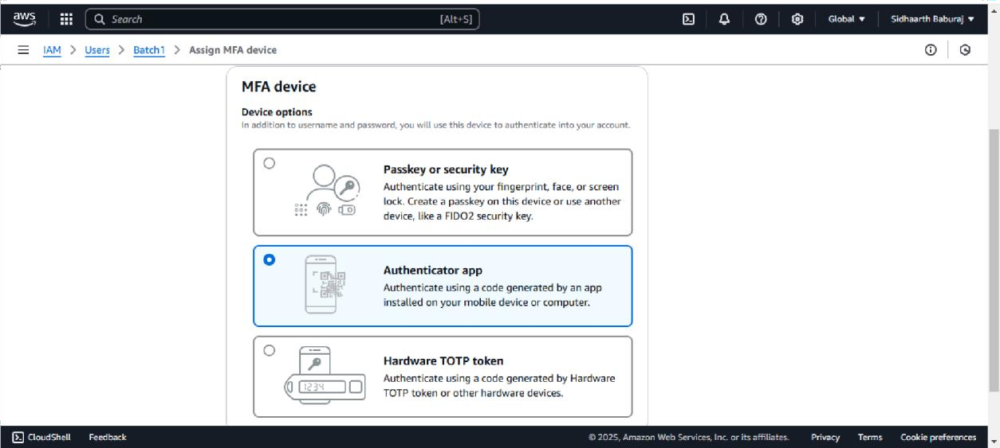 aws
Search [Alt+S]
Global ▼
Sidhaarth Baburaj ▼
IAM > Users > Batch1 > Assign MFA device
MFA device
Device options
In addition to username and password, you will use this device to authenticate into your account.
Passkey or security key
Authenticate using your fingerprint, face, or screen
lock. Create a passkey on this device or use another
device, like a FIDO2 security key.
Authenticator app
Authenticate using a code generated by an app
installed on your mobile device or computer.
1234
Hardware TOTP token
Authenticate using a code generated by Hardware
TOTP token or other hardware devices.
CloudShell Feedback © 2025, Amazon Web Services, Inc. or its affiliates. Privacy Terms Cookie preferences